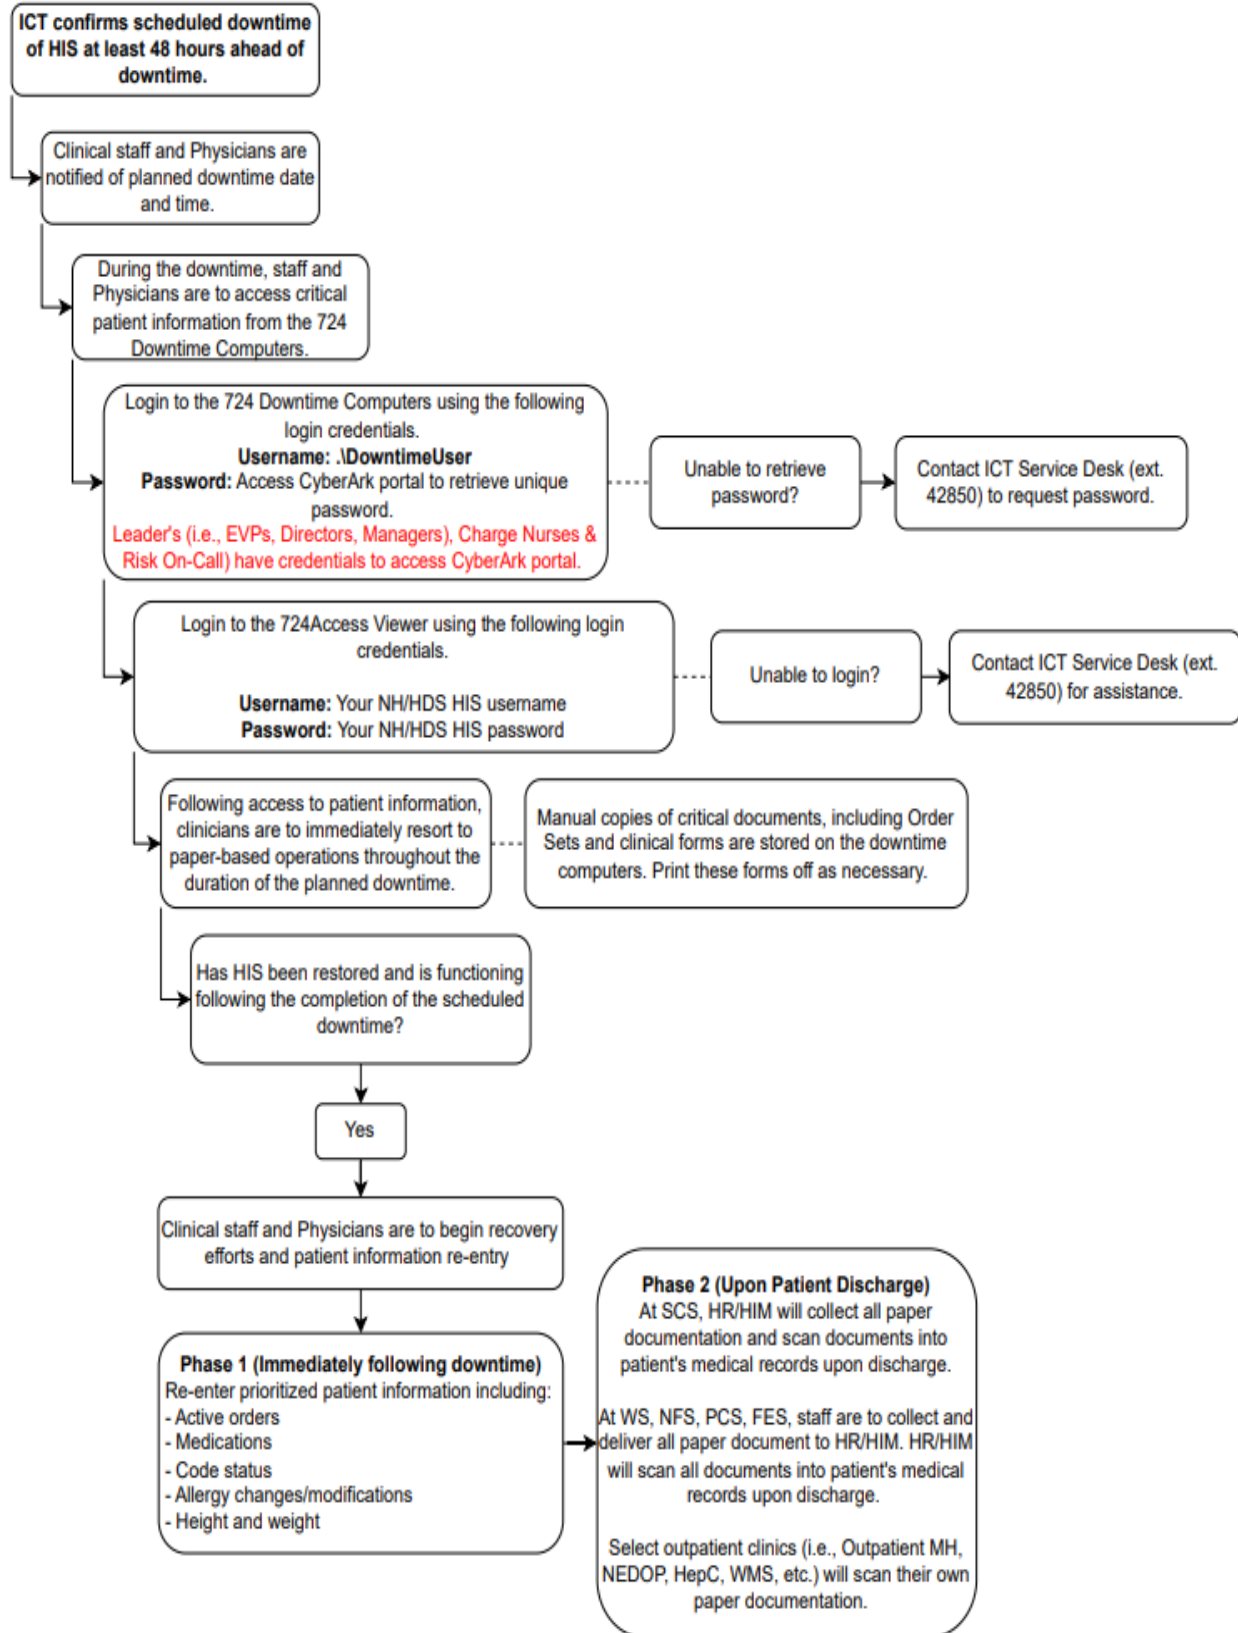 ICT confirms scheduled downtime
of HIS at least 48 hours ahead of
downtime.
Clinical staff and Physicians are
notified of planned downtime date
and time.
During the downtime, staff and
Physicians are to access critical
patient information from the 724
Downtime Computers.
Login to the 724 Downtime Computers using the following
login credentials.
Username: .\DowntimeUser
Password: Access CyberArk portal to retrieve unique
password.
Leader's (i.e., EVPs, Directors, Managers), Charge Nurses &
Risk On-Call) have credentials to access CyberArk portal.
Unable to retrieve
password?
Contact ICT Service Desk (ext.
42850) to request password.
Login to the 724Access Viewer using the following login
credentials.
Username: Your NH/HDS HIS username
Password: Your NH/HDS HIS password
Unable to login?
Contact ICT Service Desk (ext.
42850) for assistance.
Following access to patient information,
clinicians are to immediately resort to
paper-based operations throughout the
duration of the planned downtime.
Manual copies of critical documents, including Order
Sets and clinical forms are stored on the downtime
computers. Print these forms off as necessary.
Has HIS been restored and is functioning
following the completion of the scheduled
downtime?
Yes
Clinical staff and Physicians are to begin recovery
efforts and patient information re-entry
Phase 1 (Immediately following downtime)
Re-enter prioritized patient information including:
- Active orders
- Medications
- Code status
- Allergy changes/modifications
- Height and weight
Phase 2 (Upon Patient Discharge)
At SCS, HR/HIM will collect all paper
documentation and scan documents into
patient's medical records upon discharge.
At WS, NFS, PCS, FES, staff are to collect and
deliver all paper document to HR/HIM. HR/HIM
will scan all documents into patient's medical
records upon discharge.
Select outpatient clinics (i.e., Outpatient MH,
NEDOP, HepC, WMS, etc.) will scan their own
paper documentation.